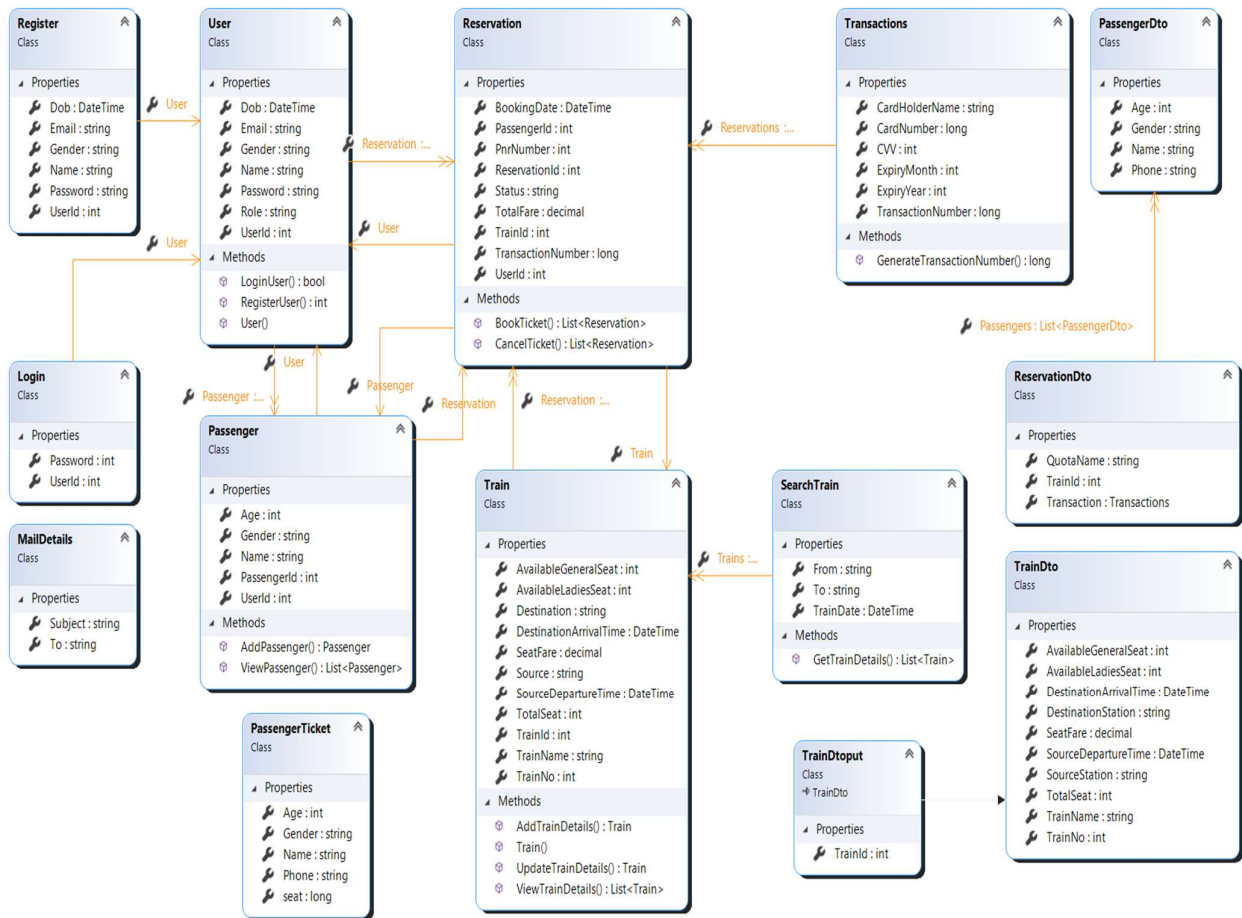 Register
Class
Properties
Dob : DateTime
Email : string
Gender : string
Name : string
Password : string
UserId : int
User
User
Class
Properties
Dob : DateTime
Email : string
Gender : string
Name : string
Password : string
Role : string
UserId : int
Methods
LoginUser() : bool
RegisterUser() : int
User()
Reservation :...
User
Reservation
Class
Properties
BookingDate : DateTime
PassengerId : int
PnrNumber : int
ReservationId : int
Status : string
TotalFare : decimal
TrainId : int
TransactionNumber : long
UserId : int
Methods
BookTicket() : List<Reservation>
CancelTicket() : List<Reservation>
Reservations :...
Transactions
Class
Properties
CardHolderName : string
CardNumber : long
CVV : int
ExpiryMonth : int
ExpiryYear : int
TransactionNumber : long
Methods
GenerateTransactionNumber() : long
PassengerDto
Class
Properties
Age : int
Gender : string
Name : string
Phone : string
Passengers : List<PassengerDto>
User
Login
Class
Properties
Password : int
UserId : int
User
Passenger :...
Passenger
Reservation
Reservation :...
Train
ReservationDto
Class
Properties
QuotaName : string
TrainId : int
Transaction : Transactions
MailDetails
Class
Properties
Subject : string
To : string
Passenger
Class
Properties
Age : int
Gender : string
Name : string
PassengerId : int
UserId : int
Methods
AddPassenger() : Passenger
ViewPassenger() : List<Passenger>
Train
Class
Properties
AvailableGeneralSeat : int
AvailableLadiesSeat : int
Destination : string
DestinationArrivalTime : DateTime
SeatFare : decimal
Source : string
SourceDepartureTime : DateTime
TotalSeat : int
TrainId : int
TrainName : string
TrainNo : int
Methods
AddTrainDetails() : Train
Train()
UpdateTrainDetails() : Train
ViewTrainDetails() : List<Train>
Trains :...
SearchTrain
Class
Properties
From : string
To : string
TrainDate : DateTime
Methods
GetTrainDetails() : List<Train>
TrainDto
Class
Properties
AvailableGeneralSeat : int
AvailableLadiesSeat : int
DestinationArrivalTime : DateTime
DestinationStation : string
SeatFare : decimal
SourceDepartureTime : DateTime
SourceStation : string
TotalSeat : int
TrainName : string
TrainNo : int
PassengerTicket
Class
Properties
Age : int
Gender : string
Name : string
Phone : string
seat : long
TrainDtoput
Class
TrainDto
Properties
TrainId : int